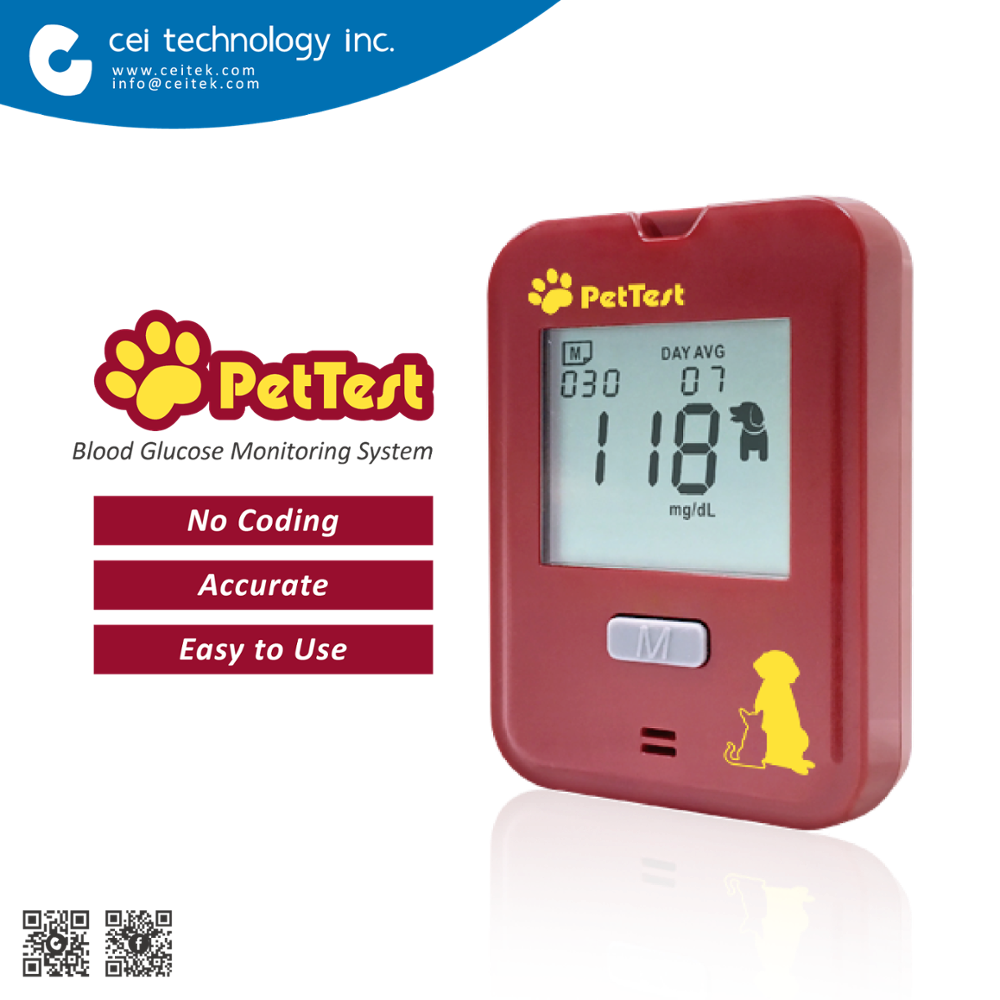 cei technology inc.
www.ceitek.com
info@ceitek.com
PetTest
Blood Glucose Monitoring System
No Coding
Accurate
Easy to Use
PetTest
M
DAY AVG
030
07
118
mg/dL
M